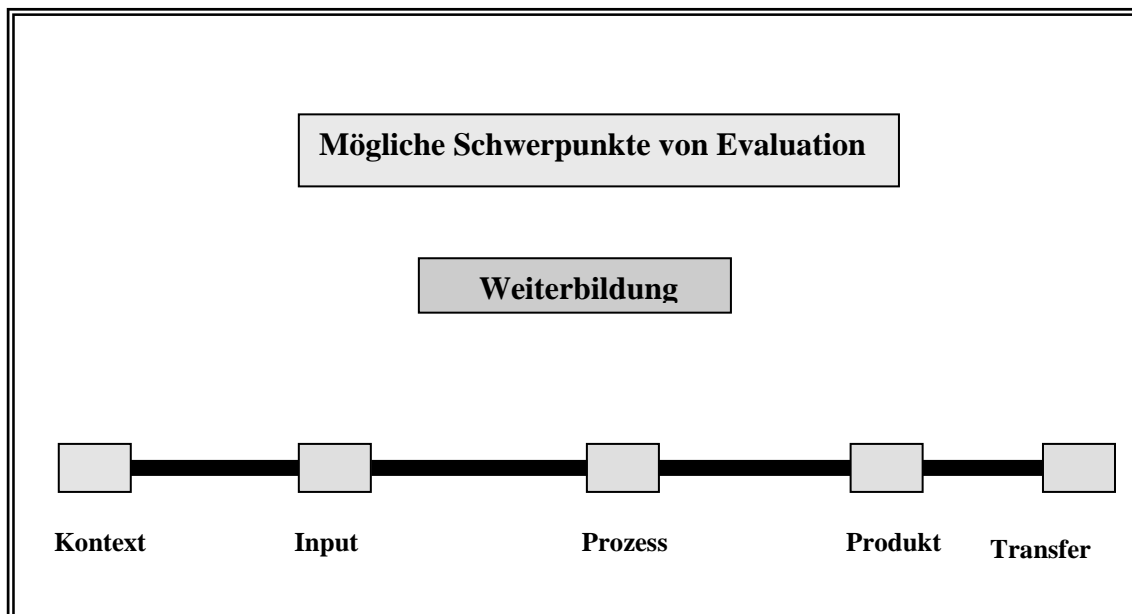 Mögliche Schwerpunkte von Evaluation
Weiterbildung
Kontext Input Prozess Produkt Transfer